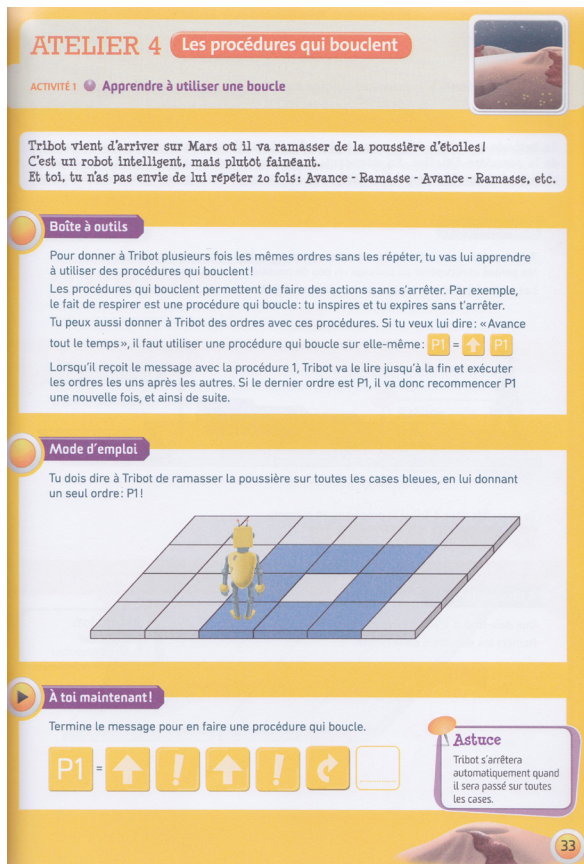 ATELIER 4 Les procédures qui bouclent
ACTIVITÉ 1 Apprendre à utiliser une boucle
Tribot vient d'arriver sur Mars où il va ramasser de la poussière d'étoiles!
C'est un robot intelligent, mais plutôt fainéant.
Et toi, tu n'as pas envie de lui répéter 20 fois: Avance - Ramasse - Avance - Ramasse, etc.
Boîte à outils
Pour donner à Tribot plusieurs fois les mêmes ordres sans les répéter, tu vas lui apprendre
à utiliser des procédures qui bouclent!
Les procédures qui bouclent permettent de faire des actions sans s'arrêter. Par exemple,
le fait de respirer est une procédure qui boucle: tu inspires et tu expires sans t'arrêter.
Tu peux aussi donner à Tribot des ordres avec ces procédures. Si tu veux lui dire: «Avance
tout le temps», il faut utiliser une procédure qui boucle sur elle-même: P1 = ↑ P1
Lorsqu'il reçoit le message avec la procédure 1, Tribot va le lire jusqu'à la fin et exécuter
les ordres les uns après les autres. Si le dernier ordre est P1, il va donc recommencer P1
une nouvelle fois, et ainsi de suite.
Mode d'emploi
Tu dois dire à Tribot de ramasser la poussière sur toutes les cases bleues, en lui donnant
un seul ordre: P1!
À toi maintenant!
Termine le message pour en faire une procédure qui boucle.
P1 = ↑ ! ↑ ! ↷
Astuce
Tribot s'arrêtera
automatiquement quand
il sera passé sur toutes
les cases.
33